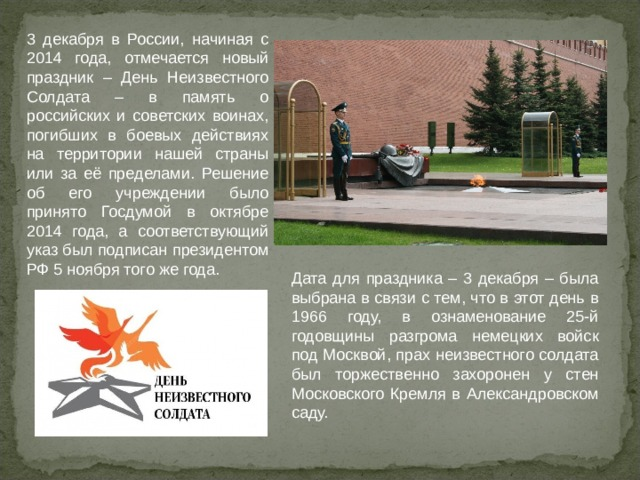 3 декабря в России, начиная с
2014 года, отмечается новый
праздник – День Неизвестного
Солдата – в память о
российских и советских воинах,
погибших в боевых действиях
на территории нашей страны
или за её пределами. Решение
об его учреждении было
принято Госдумой в октябре
2014 года, а соответствующий
указ был подписан президентом
РФ 5 ноября того же года.
Дата для праздника – 3 декабря – была
выбрана в связи с тем, что в этот день в
1966 году, в ознаменование 25-й
годовщины разгрома немецких войск
под Москвой, прах неизвестного солдата
был торжественно захоронен у стен
Московского Кремля в Александровском
саду.
ДЕНЬ
НЕИЗВЕСТНОГО
СОЛДАТА